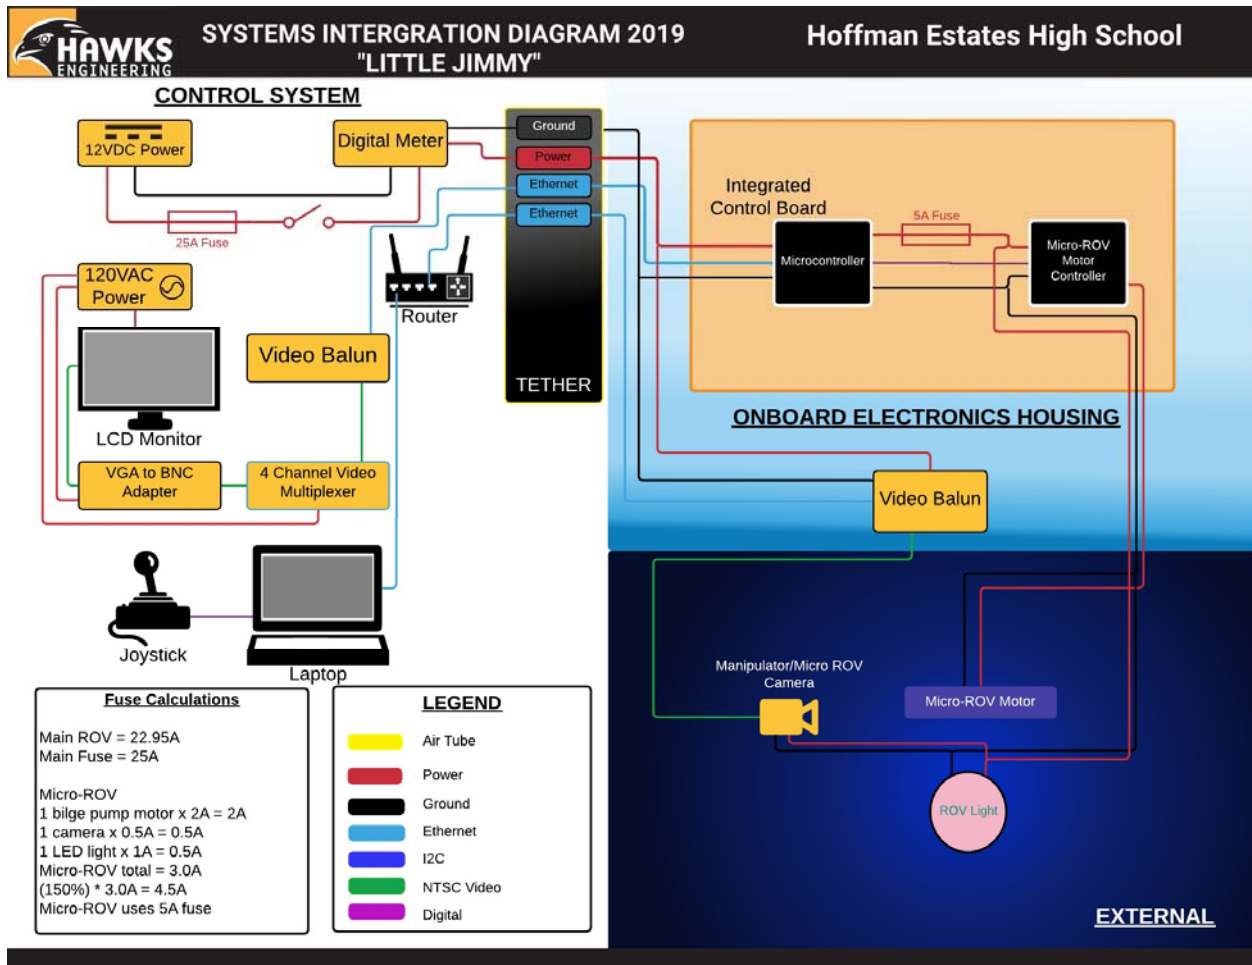 HAWKS
ENGINEERING
SYSTEMS INTERGRATION DIAGRAM 2019
"LITTLE JIMMY"
Hoffman Estates High School
CONTROL SYSTEM
12VDC Power
Digital Meter
25A Fuse
Ground
Power
Ethernet
Ethernet
TETHER
Integrated
Control Board
Microcontroller
5A Fuse
Micro-ROV
Motor
Controller
120VAC
Power
Router
Video Balun
LCD Monitor
VGA to BNC
Adapter
4 Channel Video
Multiplexer
ONBOARD ELECTRONICS HOUSING
Video Balun
Joystick
Laptop
Manipulator/Micro ROV
Camera
Micro-ROV Motor
ROV Light
EXTERNAL
Fuse Calculations
Main ROV = 22.95A
Main Fuse = 25A
Micro-ROV
1 bilge pump motor x 2A = 2A
1 camera x 0.5A = 0.5A
1 LED light x 1A = 0.5A
Micro-ROV total = 3.0A
(150%) * 3.0A = 4.5A
Micro-ROV uses 5A fuse
LEGEND
Air Tube
Power
Ground
Ethernet
I2C
NTSC Video
Digital